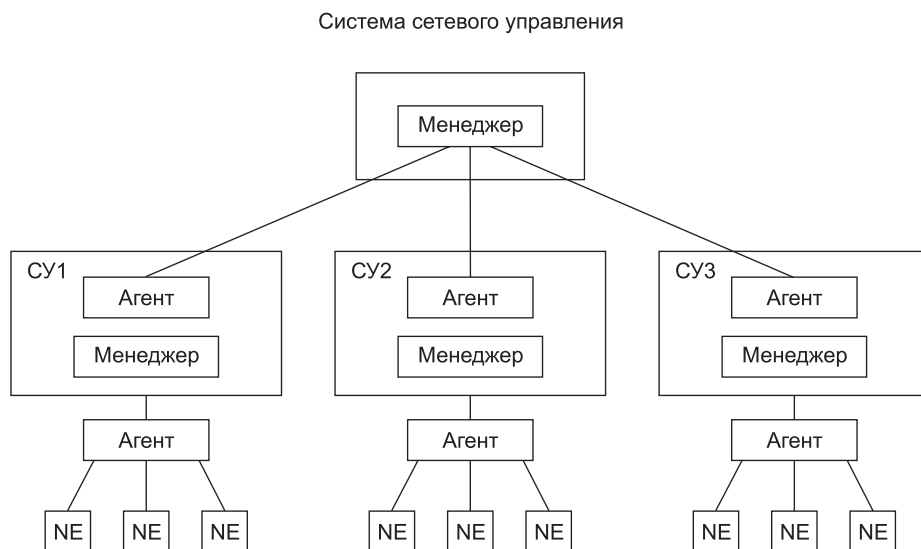 Система сетевого управления
Менеджер
СУ1
СУ2
СУ3
Агент
Агент
Агент
Менеджер
Менеджер
Менеджер
Агент
Агент
Агент
NE
NE
NE
NE
NE
NE
NE
NE
NE